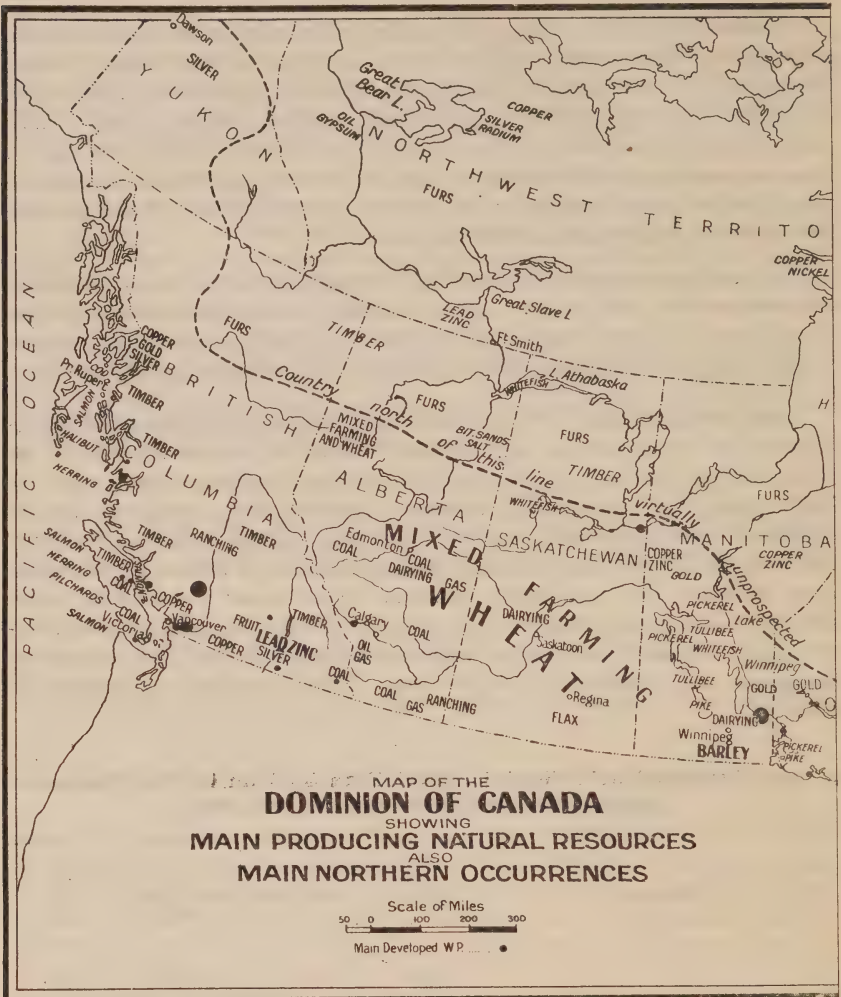 Dawson
SILVER
YUKON
Great
Bear L.
OIL
GYPSUM
COPPER
SILVER
RADIUM
NORTHWEST TERRITO
FURS
COPPER
NICKEL
LEAD
ZINC
Great Slave L
Ft Smith
PACIFIC OCEAN
COPPER
GOLD
SILVER
Pr. Rupert
SALMON
HALIBUT
HERRING
TIMBER
TIMBER
BRITISH
COLUMBIA
FURS
TIMBER
Country north of this line virtually unprospected
MIXED
FARMING
AND WHEAT
FURS
BIT. SANDS
SALT
WHITEFISH
L. Athabaska
FURS
TIMBER
H
FURS
ALBERTA
WHITEFISH
SASKATCHEWAN
MANITOBA
COPPER
ZINC
COPPER
ZINC
GOLD
TIMBER
RANCHING
TIMBER
SALMON
HERRING
PILCHARDS
SALMON
TIMBER
COAL
COAL
SALMON
COPPER
Vancouver
Victoria
COPPER
FRUIT
LEAD ZINC
SILVER
TIMBER
COAL
Edmonton
COAL
COAL
DAIRYING
GAS
MIXED FARMING
WHEAT
Calgary
OIL
GAS
COAL
COAL
GAS
RANCHING
DAIRYING
Saskatoon
Regina
FLAX
PICKEREL
TULLIBEE
PICKEREL
WHITEFISH
Lake
Winnipeg
TULLIBEE
PIKE
GOLD
GOLD
DAIRYING
Winnipeg
BARLEY
PICKEREL
PIKE
MAP OF THE
DOMINION OF CANADA
SHOWING
MAIN PRODUCING NATURAL RESOURCES
ALSO
MAIN NORTHERN OCCURRENCES
Scale of Miles
50 0 100 200 300
Main Developed W.P. ....